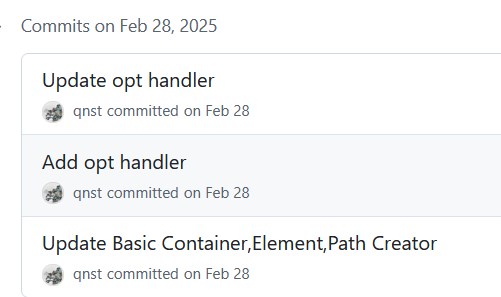 Commits on Feb 28, 2025
Update opt handler
qnst committed on Feb 28
Add opt handler
qnst committed on Feb 28
Update Basic Container,Element,Path Creator
qnst committed on Feb 28